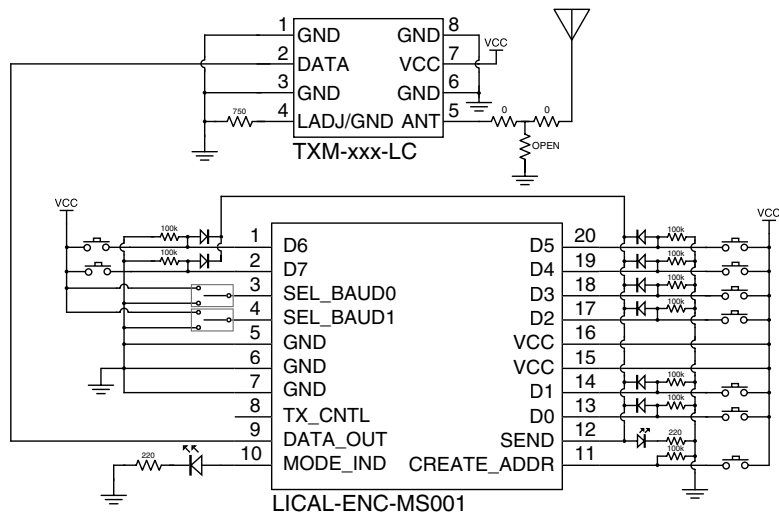 1 GND GND 8
2 DATA VCC 7 VCC
3 GND GND 6
750 4 LADJ/GND ANT 5 0 0
OPEN
TXM-xxx-LC
VCC VCC
100k 1 D6 D5 20 100k
100k 2 D7 D4 19 100k
3 SEL_BAUD0 D3 18 100k
4 SEL_BAUD1 D2 17 100k
5 GND VCC 16
6 GND VCC 15
7 GND D1 14 100k
8 TX_CNTL D0 13 100k
9 DATA_OUT SEND 12 220
220 10 MODE_IND CREATE_ADDR 11 100k
LICAL-ENC-MS001